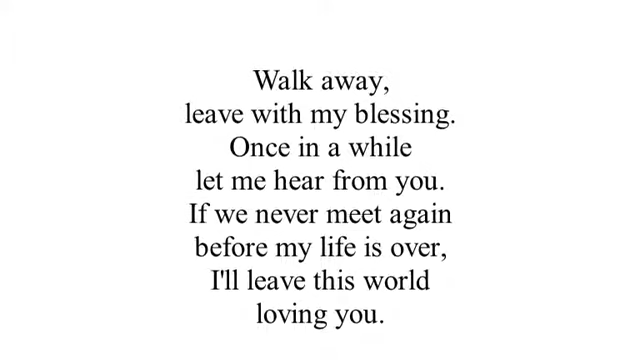 Walk away,
leave with my blessing.
Once in a while
let me hear from you.
If we never meet again
before my life is over,
I'll leave this world
loving you.